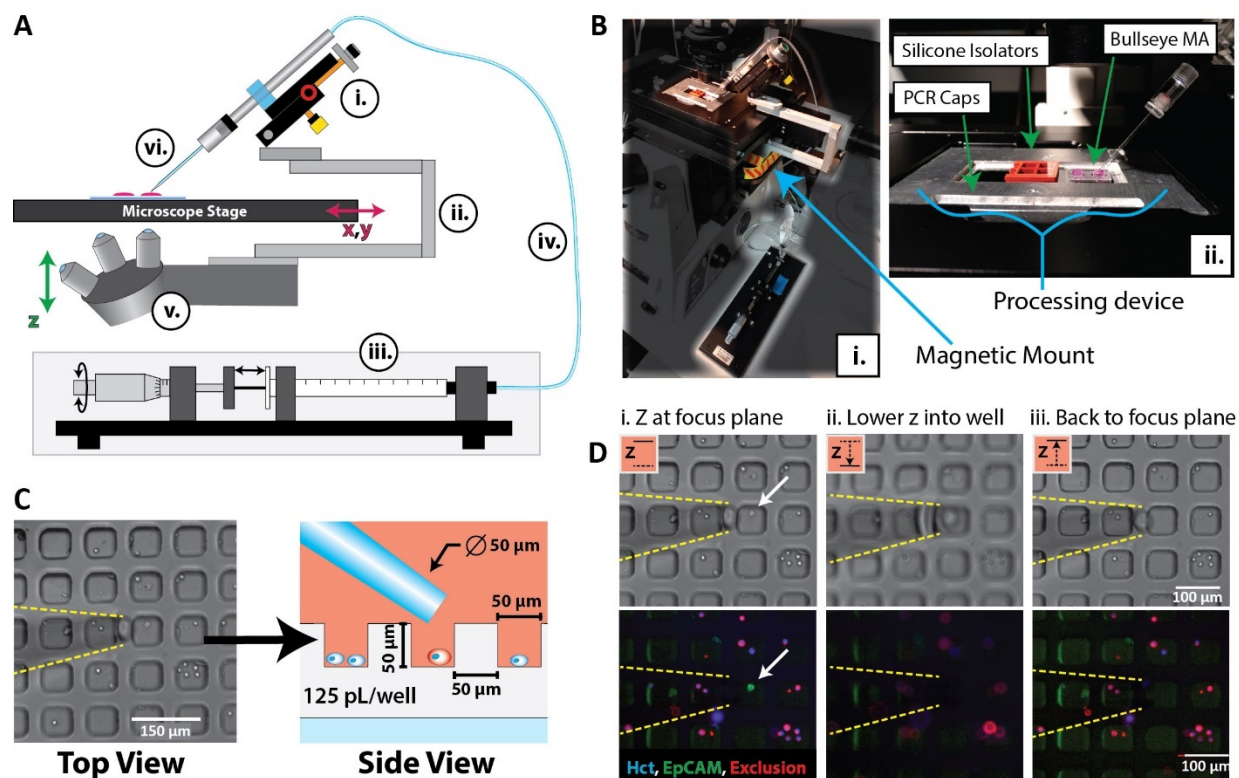 A
i.
vi.
Microscope Stage
x,y
ii.
iv.
z
v.
iii.
B
Silicone Isolators
Bullseye MA
PCR Caps
i.
ii.
Processing device
Magnetic Mount
C
150 µm
Top View
Ø 50 µm
50 µm
50 µm
50 µm
125 pL/well
Side View
D
i. Z at focus plane
ii. Lower z into well
iii. Back to focus plane
z
z
z
100 µm
Hct, EpCAM, Exclusion
100 µm